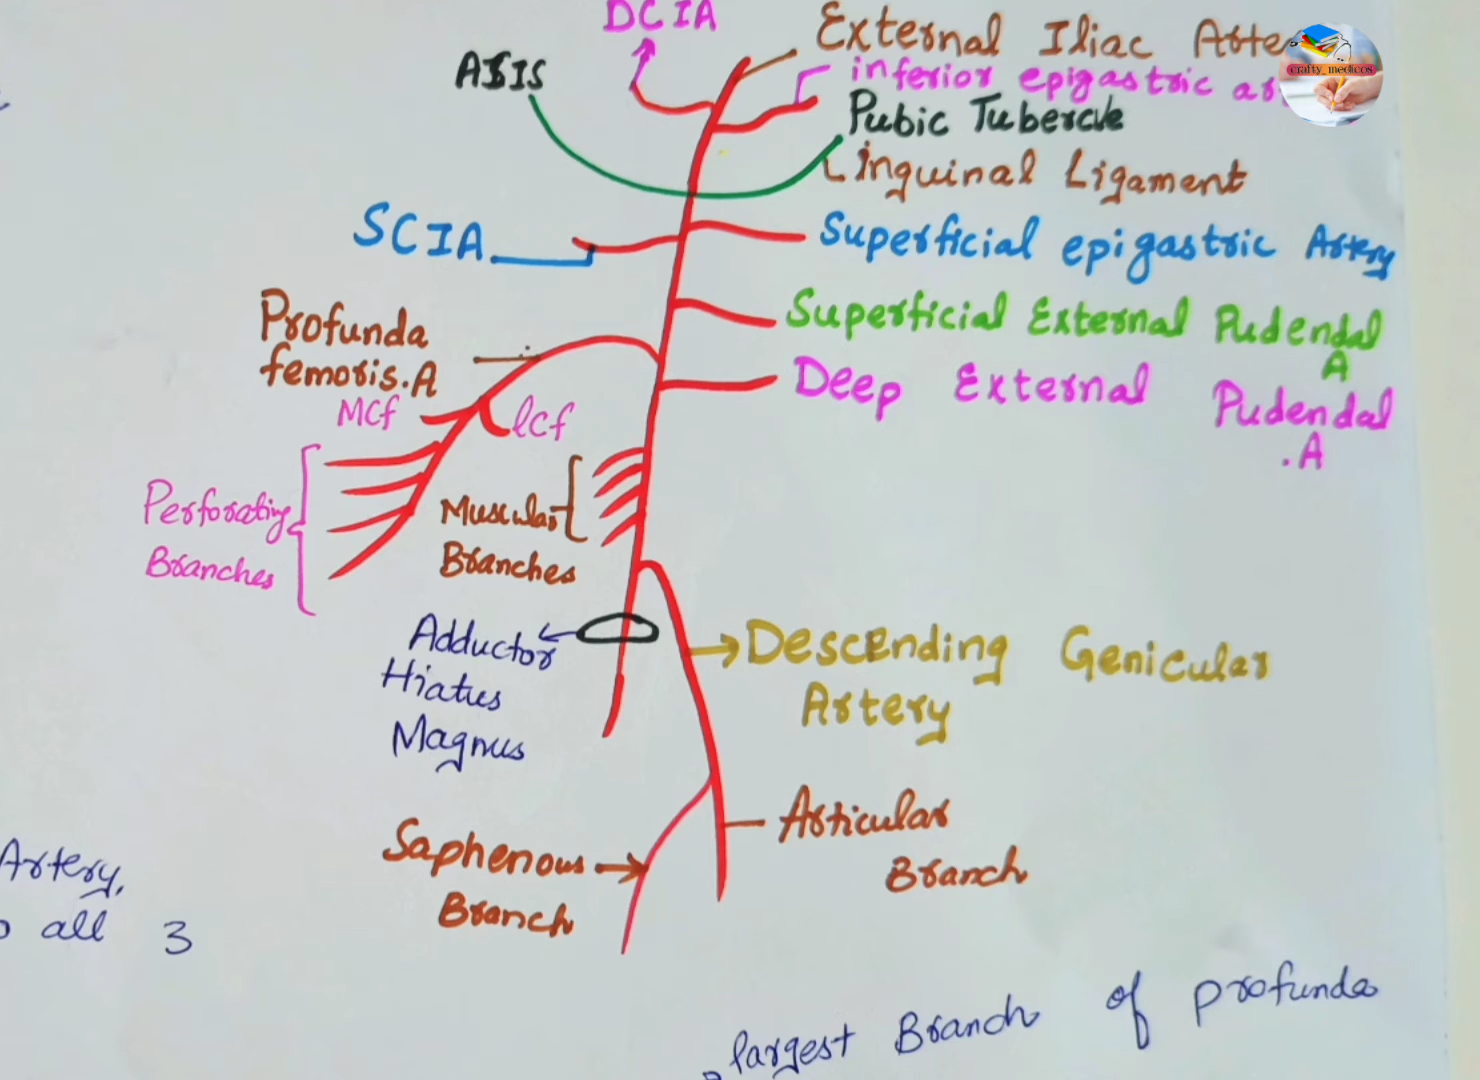 DCIA
External Iliac Arte
crafty_medicos
inferior epigastric ar
ASIS
Pubic Tubercle
Inguinal Ligament
SCIA
Superficial epigastric Artery
Superficial External Pudendal
A
Profunda
femoris.A
Deep External Pudendal
.A
MCf
lCf
Perforating
Branches
Muscular
Branches
Adductor
Hiatus
Magnus
Descending Genicular
Artery
Articular
Branch
Saphenous
Branch
Artery,
all 3
largest Branch of profunda